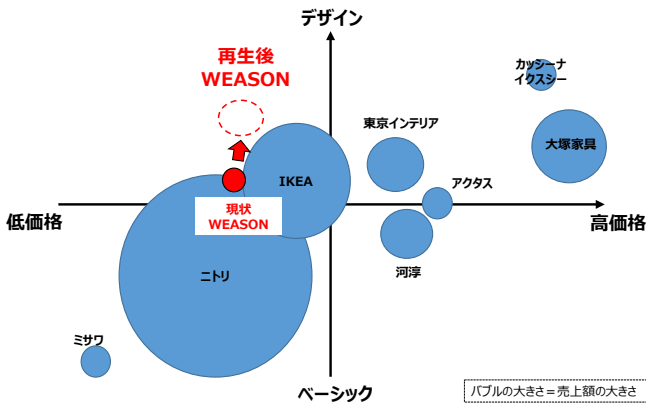 デザイン
再生後
WEASON
カッシーナ
イクスシー
東京インテリア
大塚家具
IKEA
アクタス
現状
WEASON
低価格
高価格
河淳
ニトリ
ミサワ
ベーシック
バブルの大きさ＝売上額の大きさ